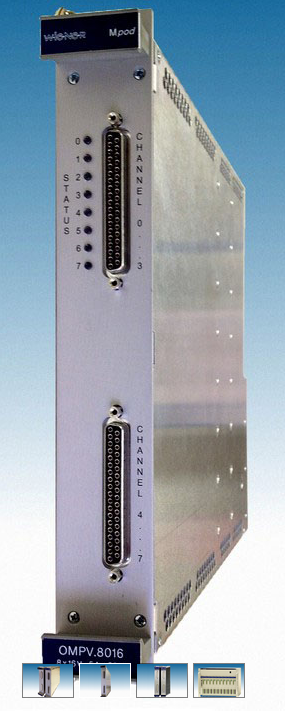 WIENER Mpod
0
1
2
3
4
5
6
7
STATUS
CHANNEL 0...3
CHANNEL 4...7
OMPV.8016